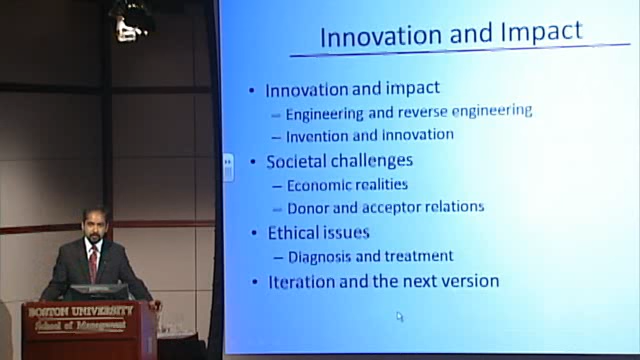 Innovation and Impact
• Innovation and impact
– Engineering and reverse engineering
– Invention and innovation
• Societal challenges
– Economic realities
– Donor and acceptor relations
• Ethical issues
– Diagnosis and treatment
• Iteration and the next version
BOSTON UNIVERSITY
School of Management